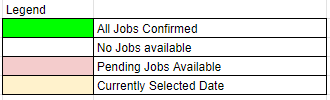 Legend
All Jobs Confirmed
No Jobs available
Pending Jobs Available
Currently Selected Date